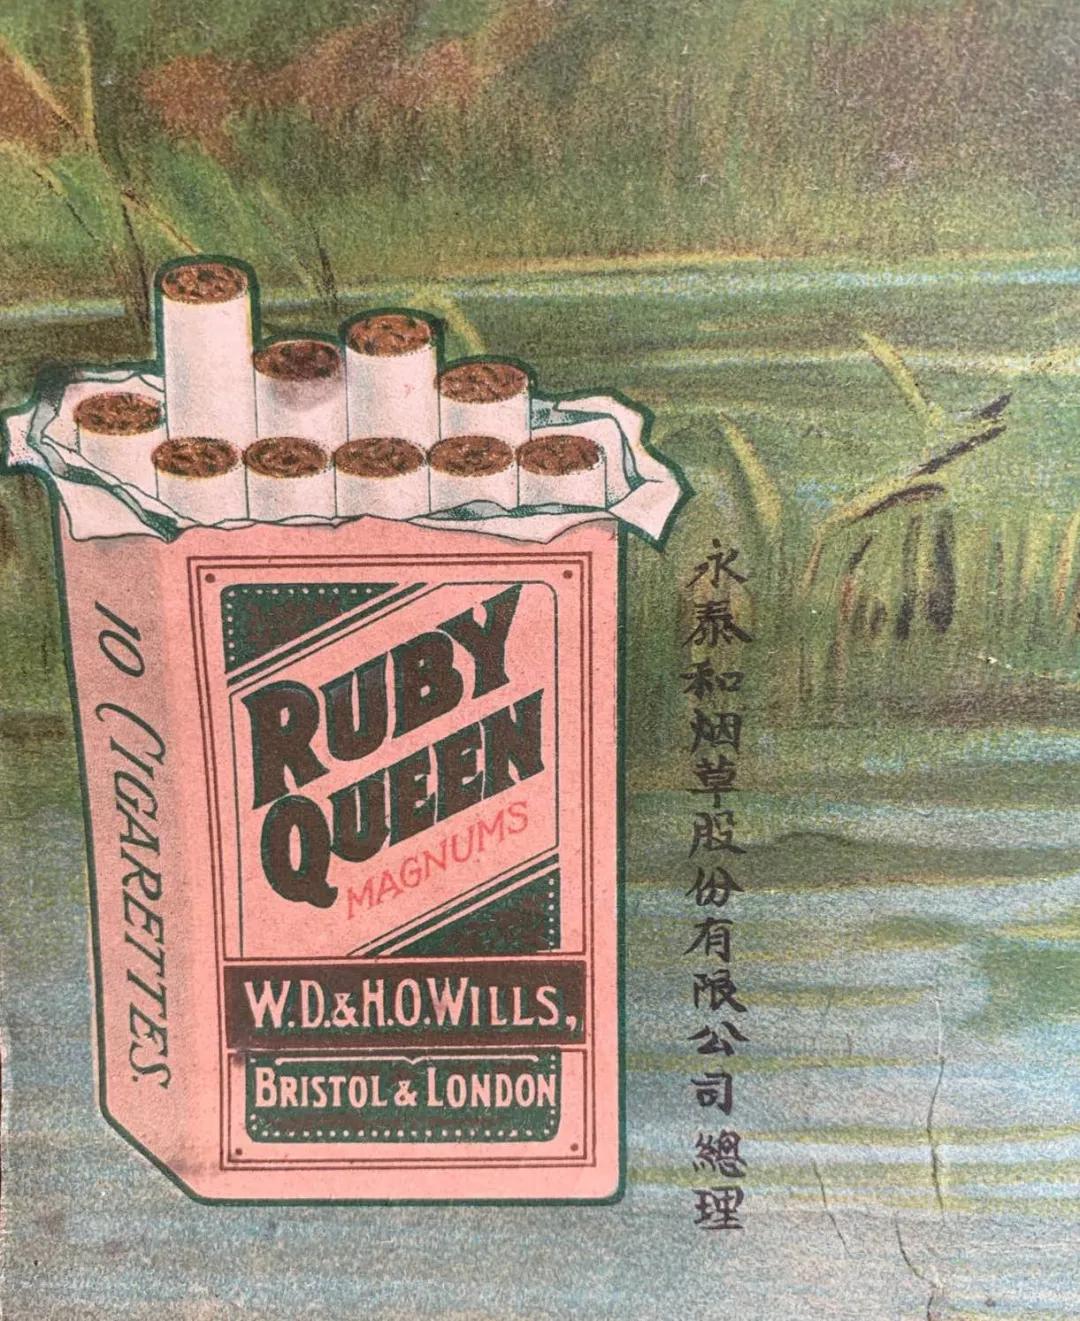 10 CIGARETTES.
RUBY
QUEEN
MAGNUMS
W.D.&H.O.WILLS,
BRISTOL & LONDON
永泰和烟草股份有限公司總理